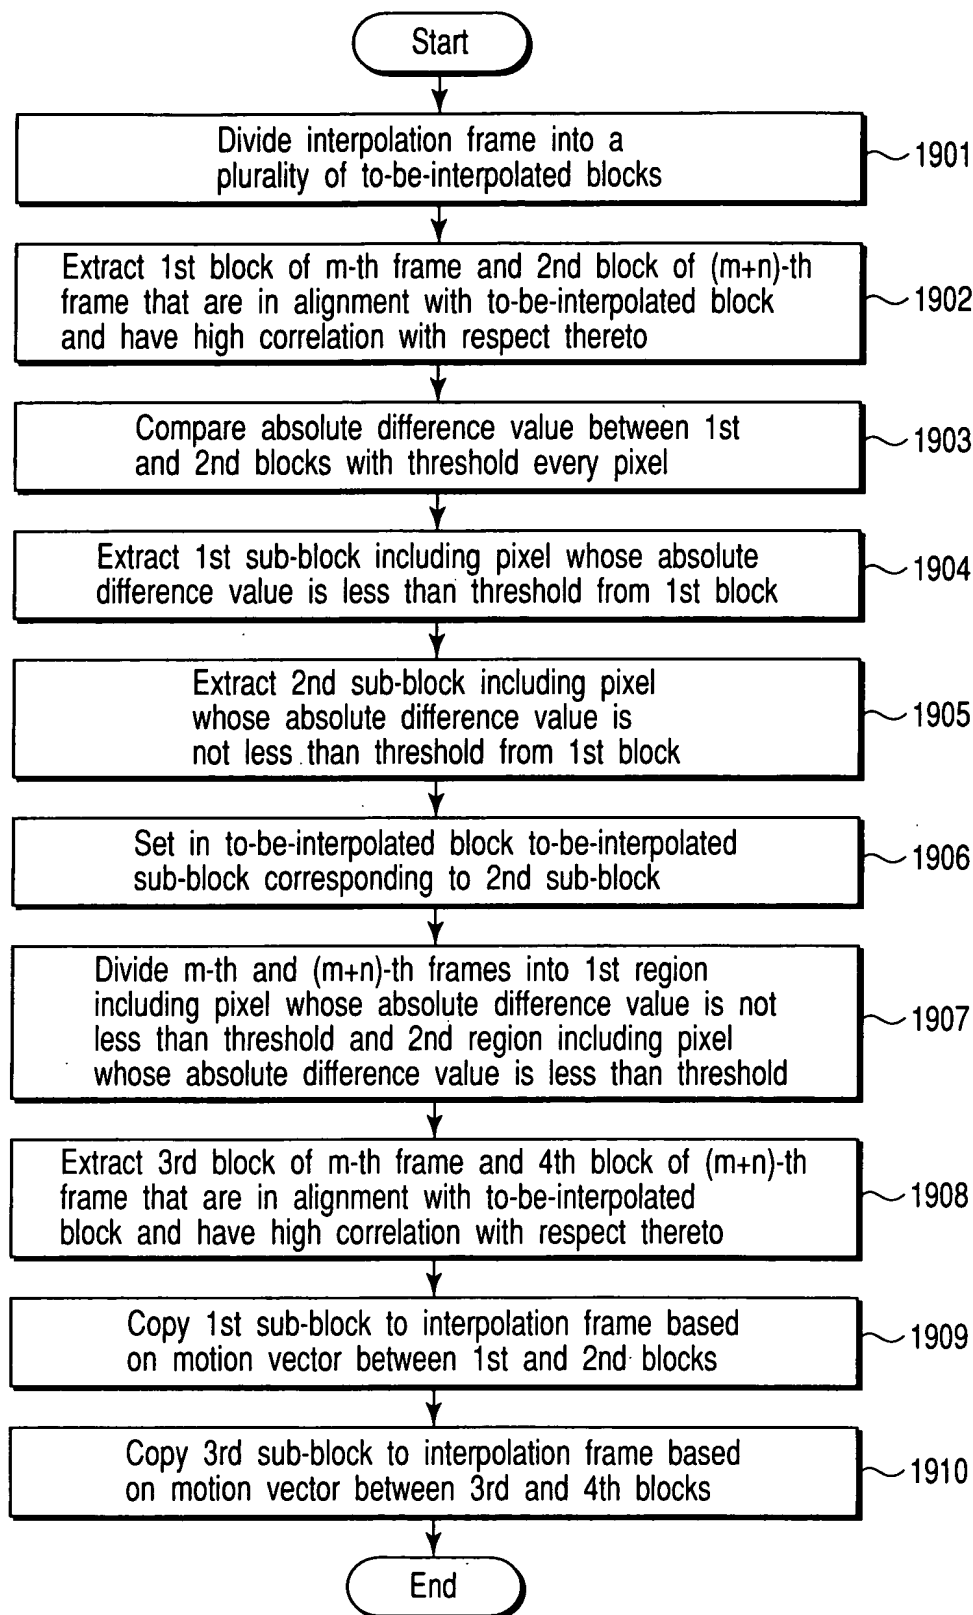 Start
Divide interpolation frame into a
plurality of to-be-interpolated blocks
1901
Extract 1st block of m-th frame and 2nd block of (m+n)-th
frame that are in alignment with to-be-interpolated block
and have high correlation with respect thereto
1902
Compare absolute difference value between 1st
and 2nd blocks with threshold every pixel
1903
Extract 1st sub-block including pixel whose absolute
difference value is less than threshold from 1st block
1904
Extract 2nd sub-block including pixel
whose absolute difference value is
not less than threshold from 1st block
1905
Set in to-be-interpolated block to-be-interpolated
sub-block corresponding to 2nd sub-block
1906
Divide m-th and (m+n)-th frames into 1st region
including pixel whose absolute difference value is not
less than threshold and 2nd region including pixel
whose absolute difference value is less than threshold
1907
Extract 3rd block of m-th frame and 4th block of (m+n)-th
frame that are in alignment with to-be-interpolated
block and have high correlation with respect thereto
1908
Copy 1st sub-block to interpolation frame based
on motion vector between 1st and 2nd blocks
1909
Copy 3rd sub-block to interpolation frame based
on motion vector between 3rd and 4th blocks
1910
End